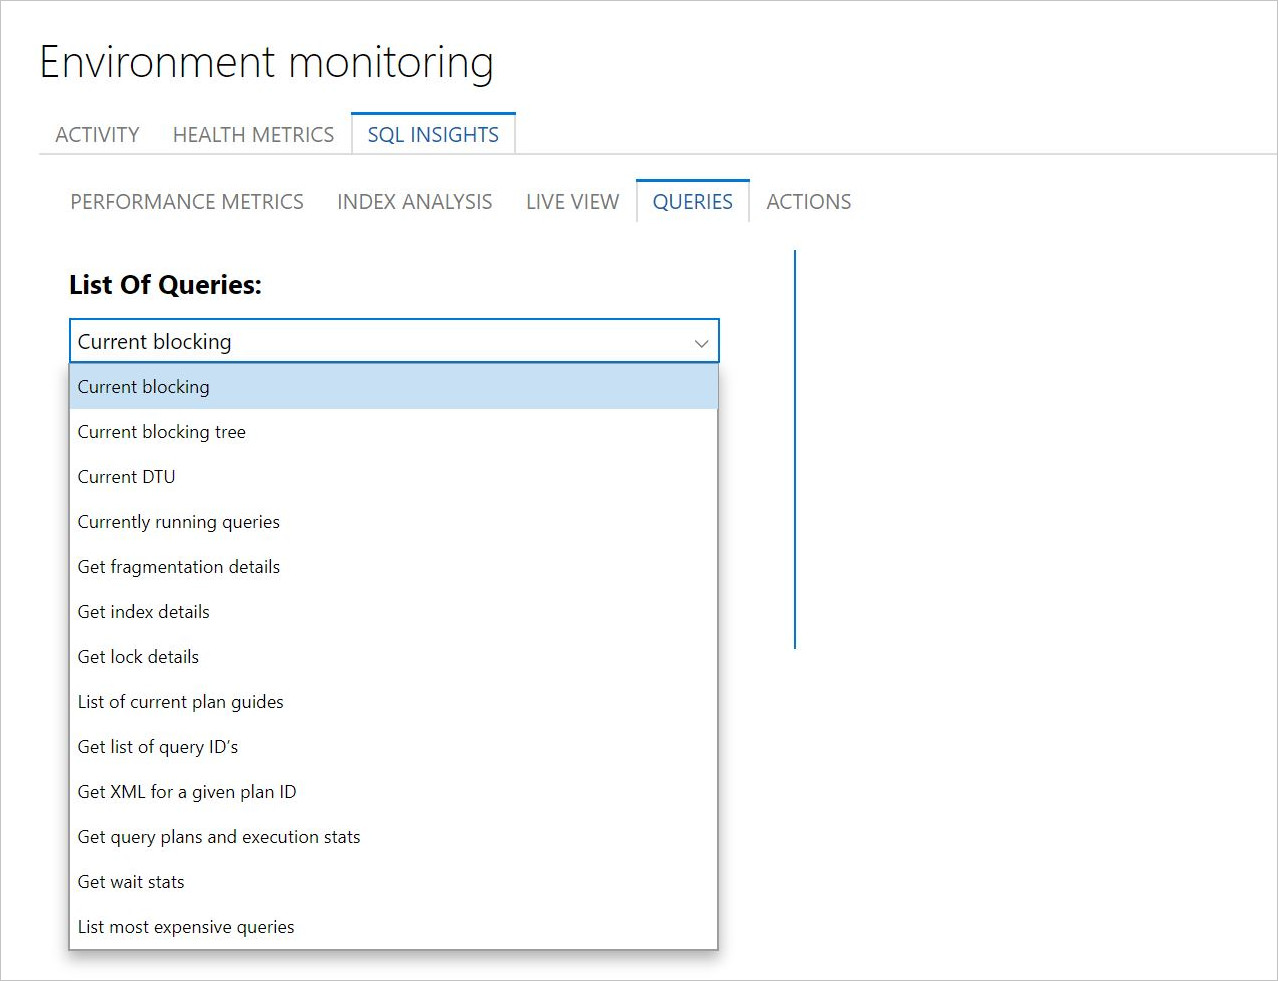 Environment monitoring
ACTIVITY HEALTH METRICS SQL INSIGHTS
PERFORMANCE METRICS INDEX ANALYSIS LIVE VIEW QUERIES ACTIONS
List Of Queries:
Current blocking
Current blocking
Current blocking tree
Current DTU
Currently running queries
Get fragmentation details
Get index details
Get lock details
List of current plan guides
Get list of query ID’s
Get XML for a given plan ID
Get query plans and execution stats
Get wait stats
List most expensive queries